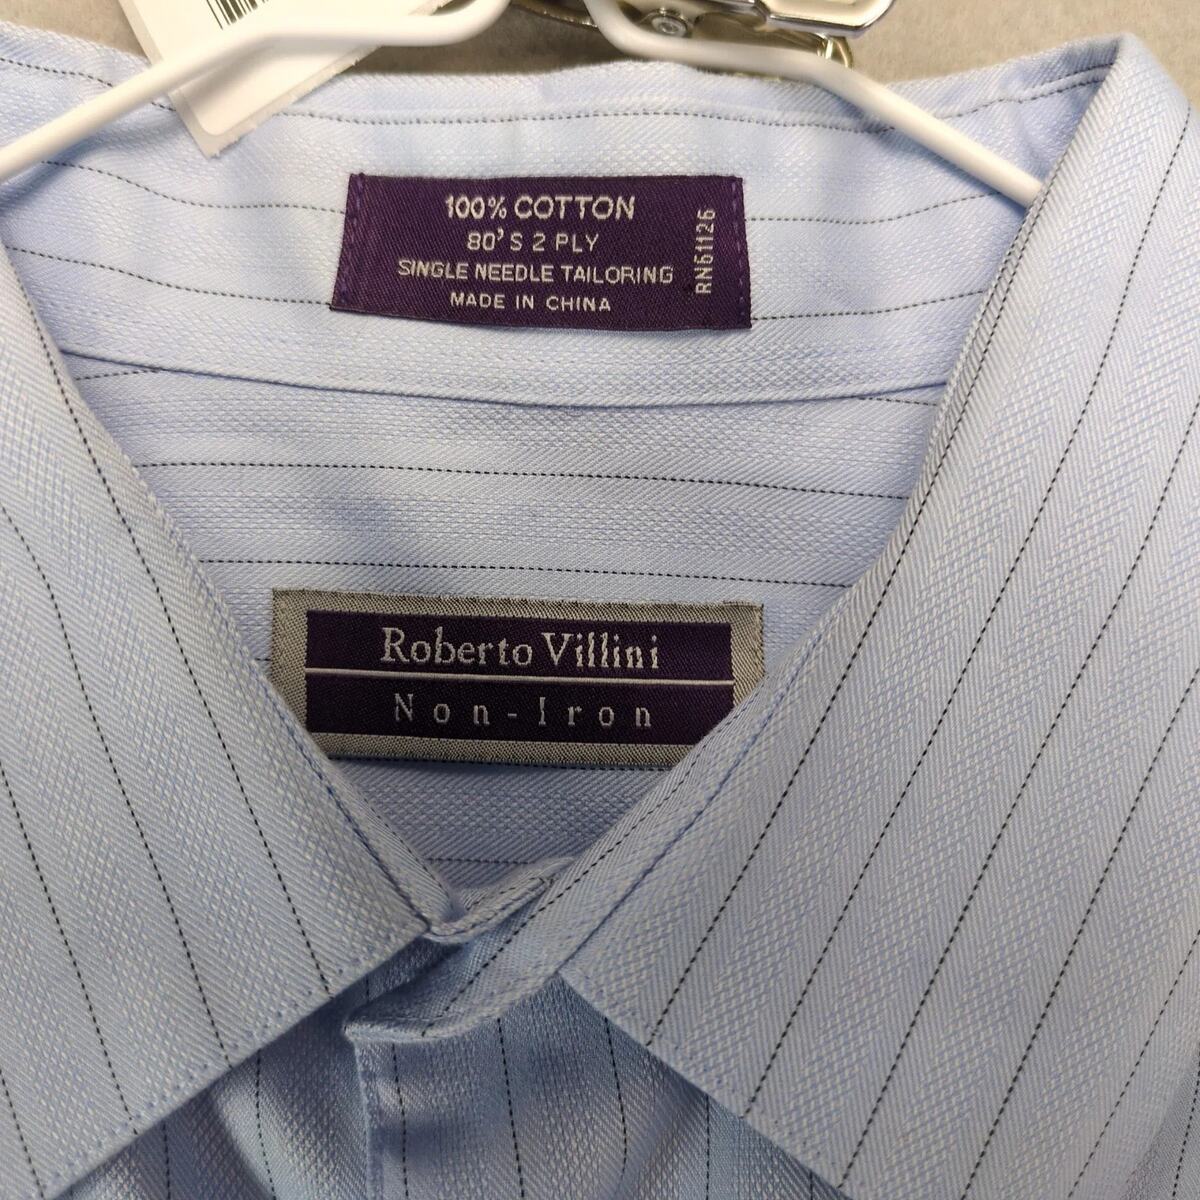 100% COTTON
80'S 2 PLY
SINGLE NEEDLE TAILORING
MADE IN CHINA
RN61126
Roberto Villini
Non-Iron